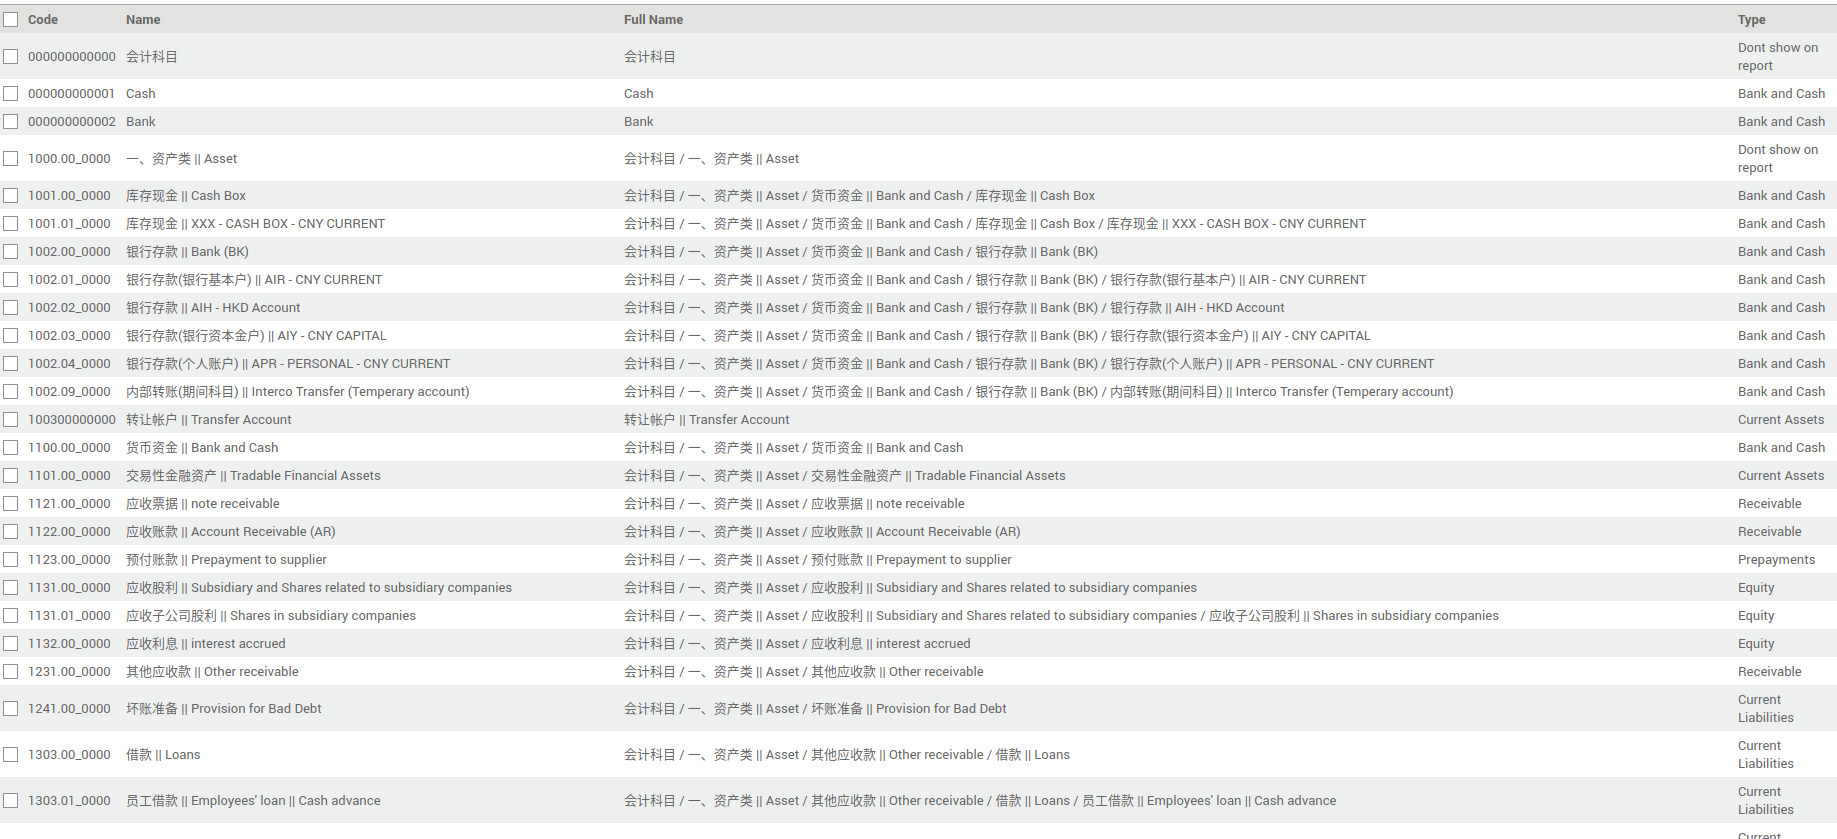 Code Name Full Name Type
000000000000 会计科目 会计科目 Dont show on
report
000000000001 Cash Cash Bank and Cash
000000000002 Bank Bank Bank and Cash
1000.00_0000 一、资产类 || Asset 会计科目 / 一、资产类 || Asset Dont show on
report
1001.00_0000 库存现金 || Cash Box 会计科目 / 一、资产类 || Asset / 货币资金 || Bank and Cash / 库存现金 || Cash Box Bank and Cash
1001.01_0000 库存现金 || XXX - CASH BOX - CNY CURRENT 会计科目 / 一、资产类 || Asset / 货币资金 || Bank and Cash / 库存现金 || Cash Box / 库存现金 || XXX - CASH BOX - CNY CURRENT Bank and Cash
1002.00_0000 银行存款 || Bank (BK) 会计科目 / 一、资产类 || Asset / 货币资金 || Bank and Cash / 银行存款 || Bank (BK) Bank and Cash
1002.01_0000 银行存款(银行基本户) || AIR - CNY CURRENT 会计科目 / 一、资产类 || Asset / 货币资金 || Bank and Cash / 银行存款 || Bank (BK) / 银行存款(银行基本户) || AIR - CNY CURRENT Bank and Cash
1002.02_0000 银行存款 || AIH - HKD Account 会计科目 / 一、资产类 || Asset / 货币资金 || Bank and Cash / 银行存款 || Bank (BK) / 银行存款 || AIH - HKD Account Bank and Cash
1002.03_0000 银行存款(银行资本金户) || AIY - CNY CAPITAL 会计科目 / 一、资产类 || Asset / 货币资金 || Bank and Cash / 银行存款 || Bank (BK) / 银行存款(银行资本金户) || AIY - CNY CAPITAL Bank and Cash
1002.04_0000 银行存款(个人账户) || APR - PERSONAL - CNY CURRENT 会计科目 / 一、资产类 || Asset / 货币资金 || Bank and Cash / 银行存款 || Bank (BK) / 银行存款(个人账户) || APR - PERSONAL - CNY CURRENT Bank and Cash
1002.09_0000 内部转账(期间科目) || Interco Transfer (Temperary account) 会计科目 / 一、资产类 || Asset / 货币资金 || Bank and Cash / 银行存款 || Bank (BK) / 内部转账(期间科目) || Interco Transfer (Temperary account) Bank and Cash
100300000000 转让帐户 || Transfer Account 转让帐户 || Transfer Account Current Assets
1100.00_0000 货币资金 || Bank and Cash 会计科目 / 一、资产类 || Asset / 货币资金 || Bank and Cash Bank and Cash
1101.00_0000 交易性金融资产 || Tradable Financial Assets 会计科目 / 一、资产类 || Asset / 交易性金融资产 || Tradable Financial Assets Current Assets
1121.00_0000 应收票据 || note receivable 会计科目 / 一、资产类 || Asset / 应收票据 || note receivable Receivable
1122.00_0000 应收账款 || Account Receivable (AR) 会计科目 / 一、资产类 || Asset / 应收账款 || Account Receivable (AR) Receivable
1123.00_0000 预付账款 || Prepayment to supplier 会计科目 / 一、资产类 || Asset / 预付账款 || Prepayment to supplier Prepayments
1131.00_0000 应收股利 || Subsidiary and Shares related to subsidiary companies 会计科目 / 一、资产类 || Asset / 应收股利 || Subsidiary and Shares related to subsidiary companies Equity
1131.01_0000 应收子公司股利 || Shares in subsidiary companies 会计科目 / 一、资产类 || Asset / 应收股利 || Subsidiary and Shares related to subsidiary companies / 应收子公司股利 || Shares in subsidiary companies Equity
1132.00_0000 应收利息 || interest accrued 会计科目 / 一、资产类 || Asset / 应收利息 || interest accrued Equity
1231.00_0000 其他应收款 || Other receivable 会计科目 / 一、资产类 || Asset / 其他应收款 || Other receivable Receivable
1241.00_0000 坏账准备 || Provision for Bad Debt 会计科目 / 一、资产类 || Asset / 坏账准备 || Provision for Bad Debt Current
Liabilities
1303.00_0000 借款 || Loans 会计科目 / 一、资产类 || Asset / 其他应收款 || Other receivable / 借款 || Loans Current
Liabilities
1303.01_0000 员工借款 || Employees' loan || Cash advance 会计科目 / 一、资产类 || Asset / 其他应收款 || Other receivable / 借款 || Loans / 员工借款 || Employees' loan || Cash advance Current
Liabilities
Current